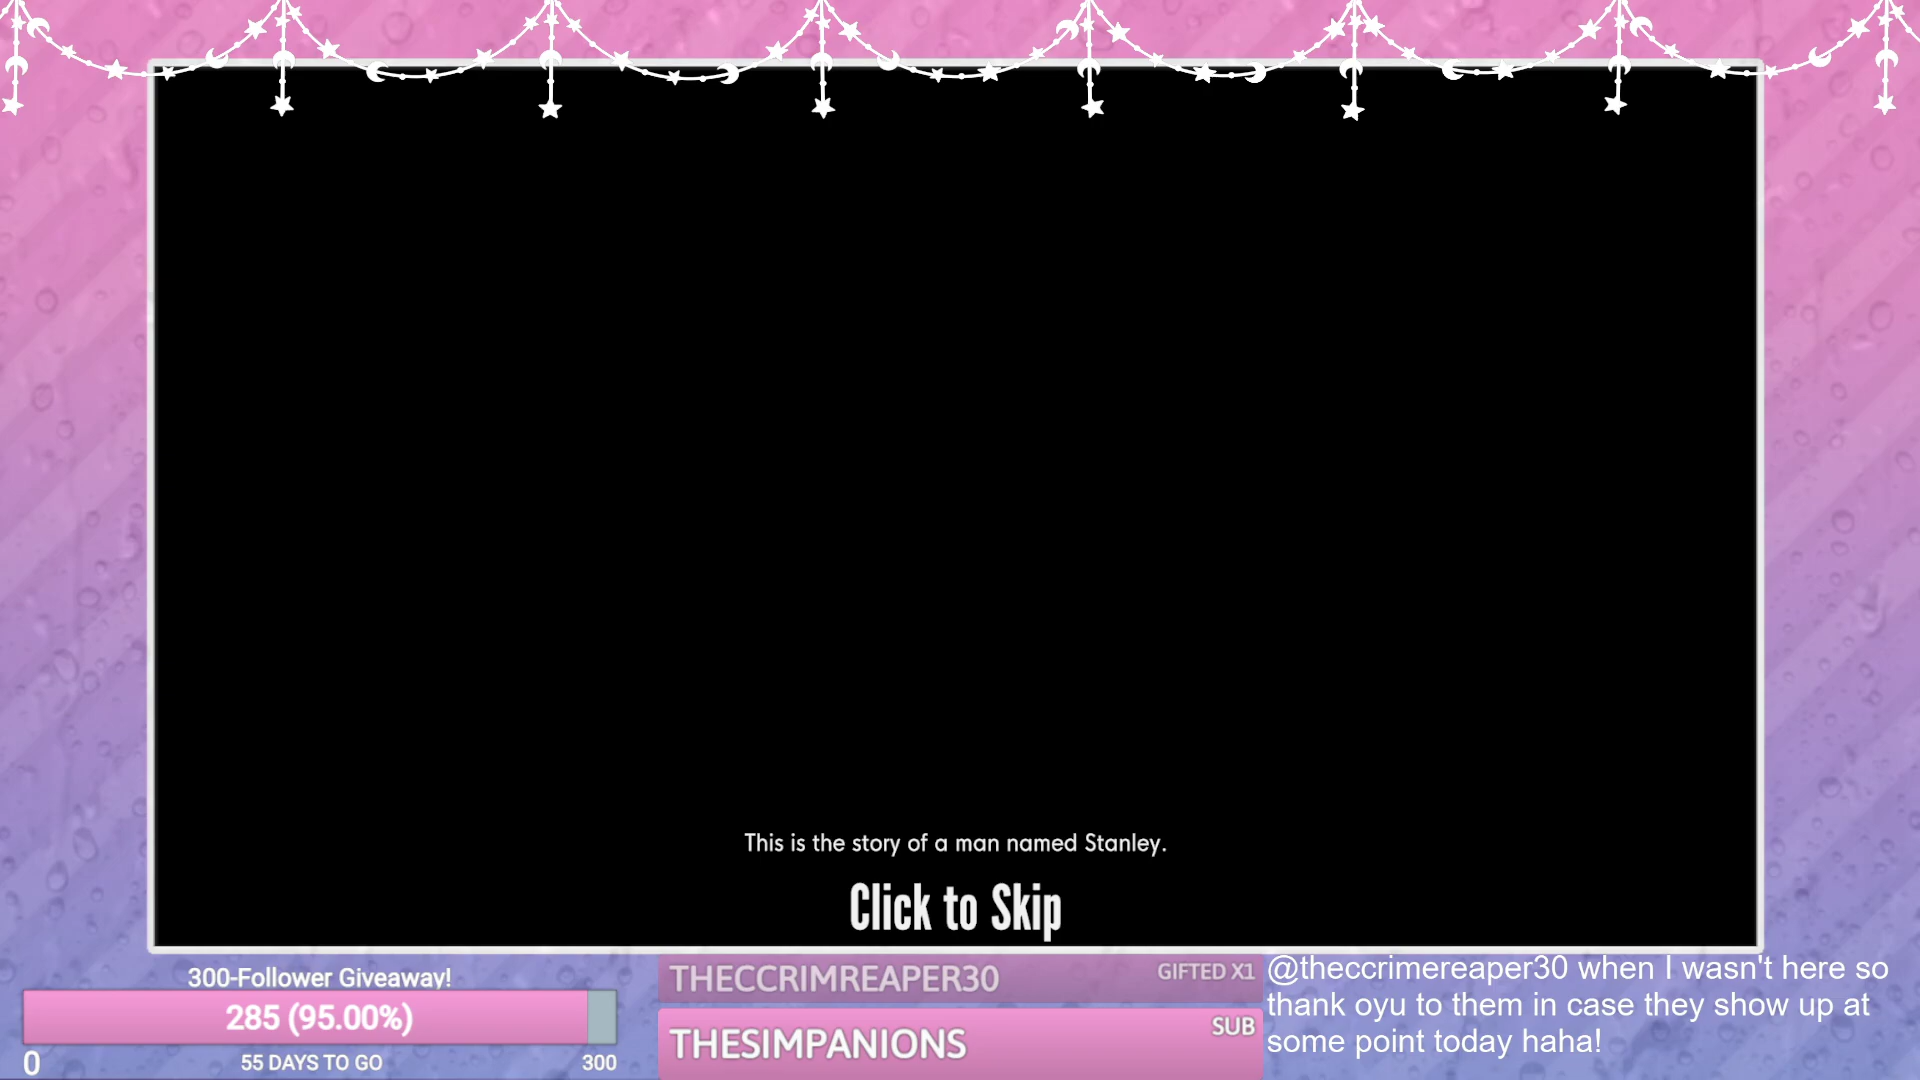 This is the story of a man named Stanley.
Click to Skip
300-Follower Giveaway!
285 (95.00%)
0
55 DAYS TO GO
300
THECCRIMREAPER30
GIFTED X1
THESIMPANIONS
SUB
@theccrimereaper30 when I wasn't here so
thank oyu to them in case they show up at
some point today haha!